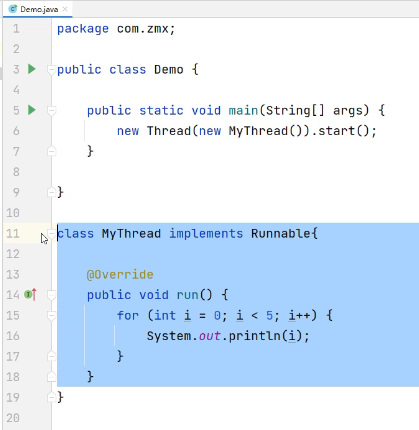 Demo.java
1 package com.zmx;
2
3 public class Demo {
4
5 public static void main(String[] args) {
6 new Thread(new MyThread()).start();
7 }
8
9 }
10
11 class MyThread implements Runnable{
12
13 @Override
14 public void run() {
15 for (int i = 0; i < 5; i++) {
16 System.out.println(i);
17 }
18 }
19 }
20